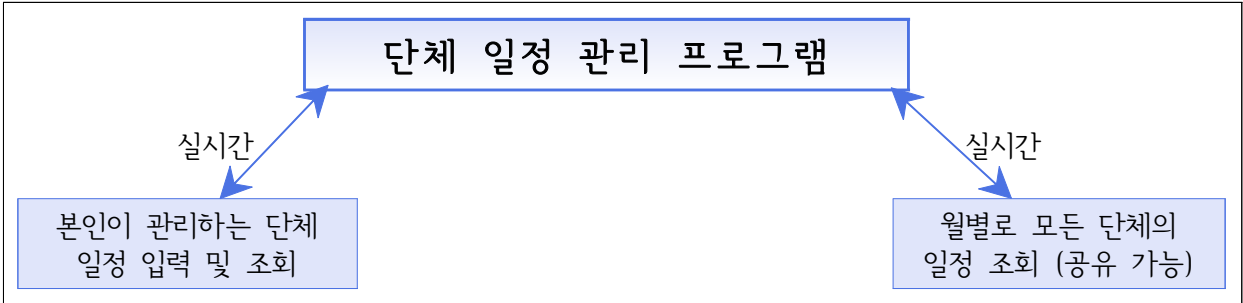 단체 일정 관리 프로그램
실시간
실시간
본인이 관리하는 단체
일정 입력 및 조회
월별로 모든 단체의
일정 조회 (공유 가능)